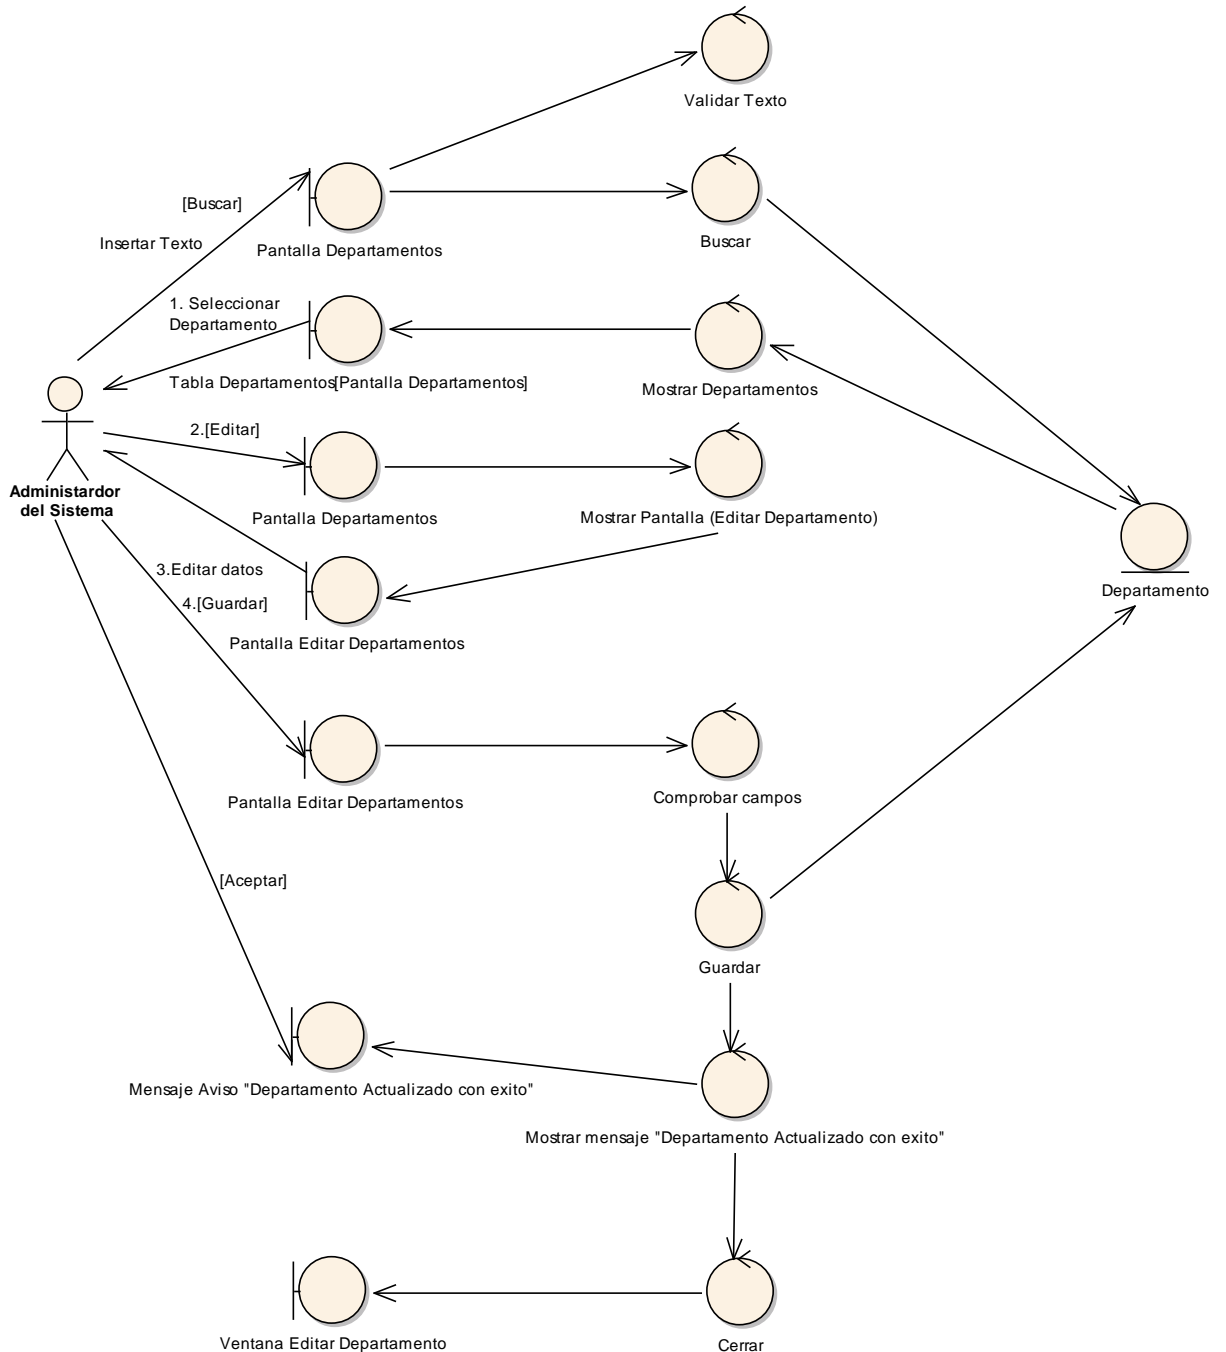 Validar Texto
[Buscar]
Insertar Texto
Pantalla Departamentos
Buscar
1. Seleccionar
Departamento
Tabla Departamentos[Pantalla Departamentos]
Mostrar Departamentos
2.[Editar]
Administardor
del Sistema
Pantalla Departamentos
Mostrar Pantalla (Editar Departamento)
3.Editar datos
4.[Guardar]
Pantalla Editar Departamentos
Departamento
Pantalla Editar Departamentos
Comprobar campos
[Aceptar]
Guardar
Mensaje Aviso "Departamento Actualizado con exito"
Mostrar mensaje "Departamento Actualizado con exito"
Ventana Editar Departamento
Cerrar